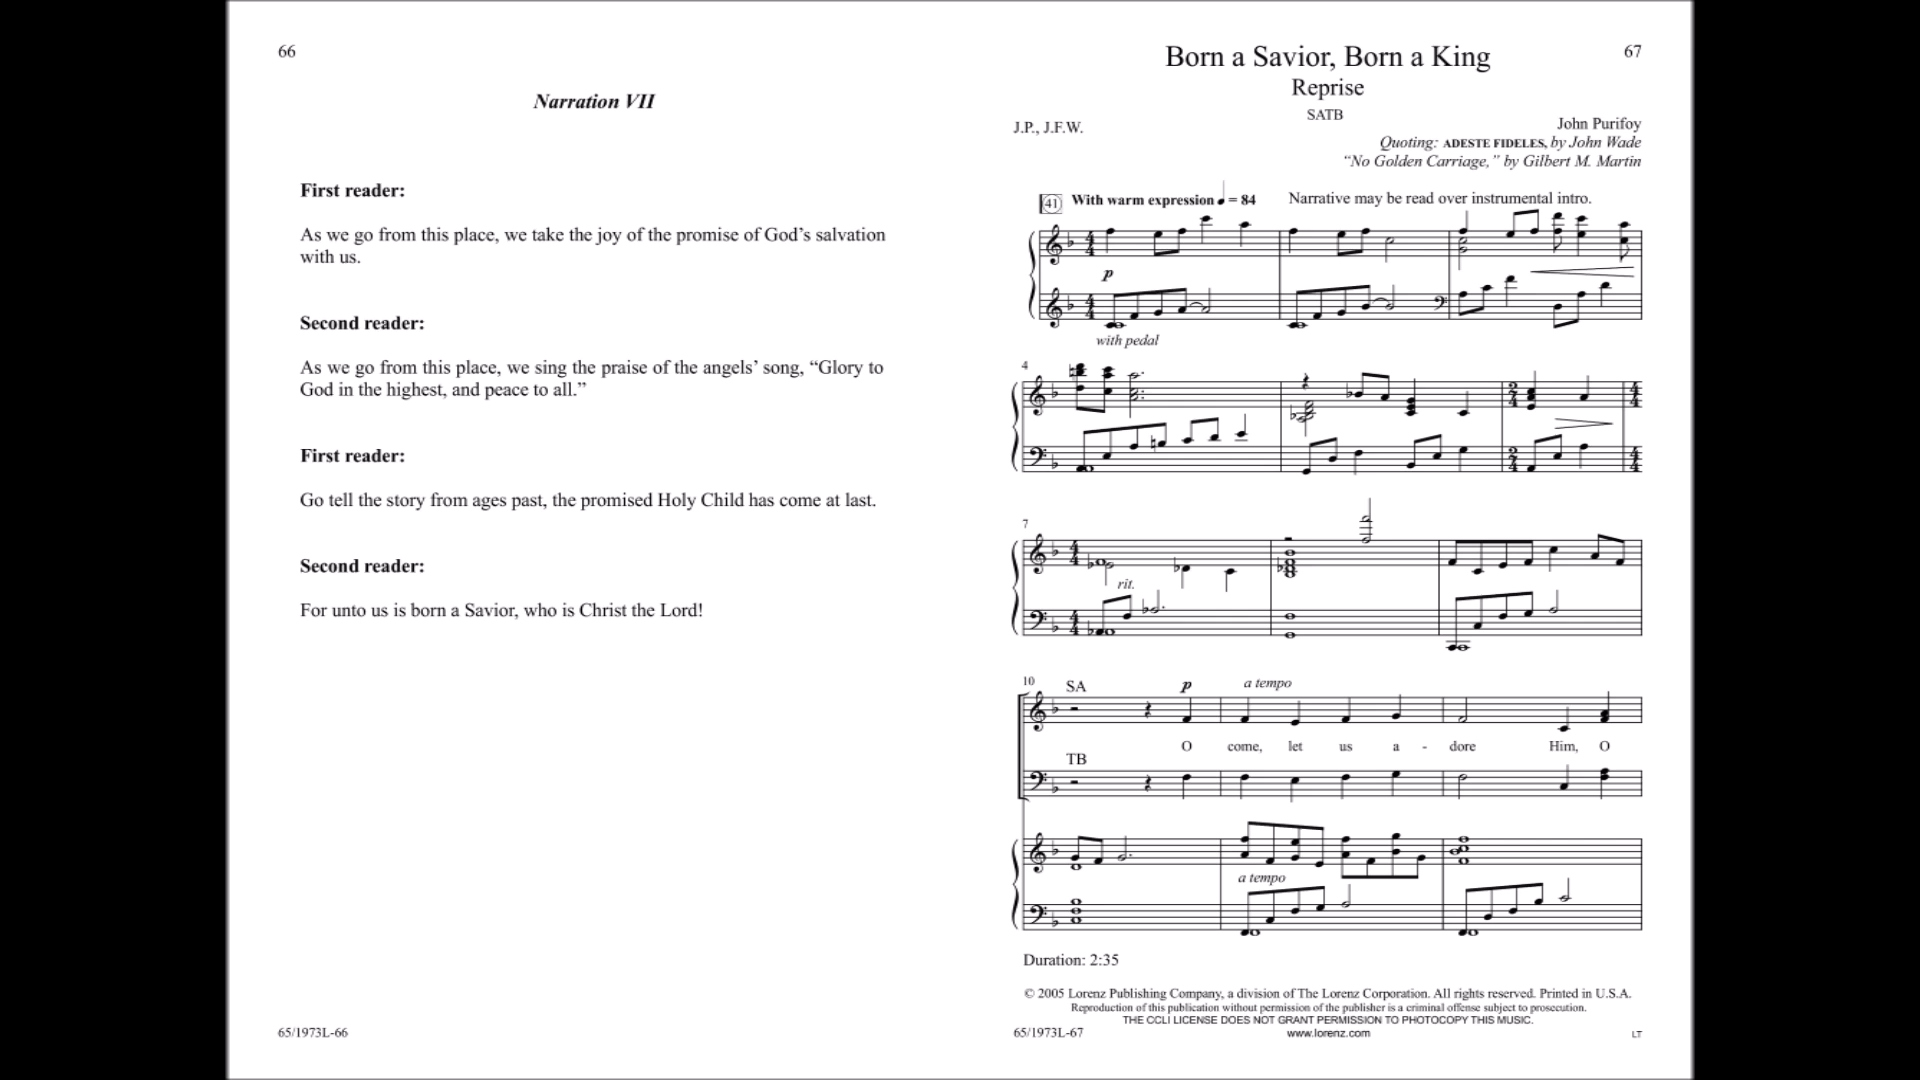 66
Narration VII
First reader:
As we go from this place, we take the joy of the promise of God’s salvation
with us.
Second reader:
As we go from this place, we sing the praise of the angels’ song, “Glory to
God in the highest, and peace to all.”
First reader:
Go tell the story from ages past, the promised Holy Child has come at last.
Second reader:
For unto us is born a Savior, who is Christ the Lord!
65/1973L-66
Born a Savior, Born a King
67
Reprise
SATB
J.P., J.F.W.
John Purifoy
Quoting: ADESTE FIDELES, by John Wade
“No Golden Carriage,” by Gilbert M. Martin
41 With warm expression ♩ = 84 Narrative may be read over instrumental intro.
p
with pedal
4
7
rit.
10 SA p a tempo
O come, let us a - dore Him, O
TB
a tempo
Duration: 2:35
© 2005 Lorenz Publishing Company, a division of The Lorenz Corporation. All rights reserved. Printed in U.S.A.
Reproduction of this publication without permission of the publisher is a criminal offense subject to prosecution.
THE CCLI LICENSE DOES NOT GRANT PERMISSION TO PHOTOCOPY THIS MUSIC.
65/1973L-67 www.lorenz.com LT